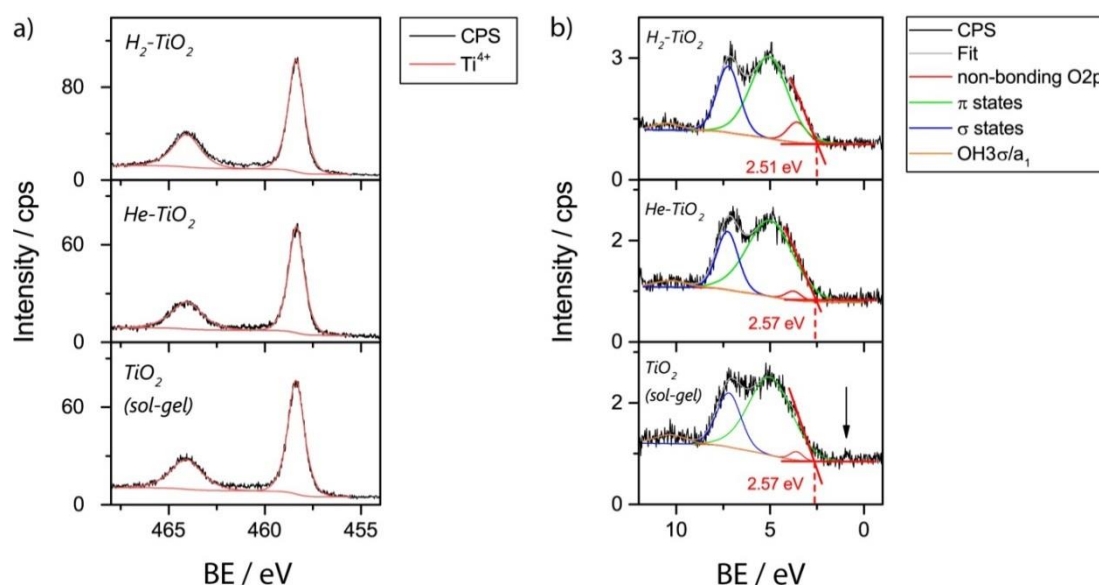 a)
H₂-TiO₂
80
0
He-TiO₂
60
0
TiO₂
(sol-gel)
60
0
465 460 455
BE / eV
Intensity / cps
CPS
Ti⁴⁺
b)
H₂-TiO₂
3
0
2.51 eV
He-TiO₂
2
0
2.57 eV
TiO₂
(sol-gel)
2
0
2.57 eV
10 5 0
BE / eV
Intensity / cps
CPS
Fit
non-bonding O2p
π states
σ states
OH3σ/a₁